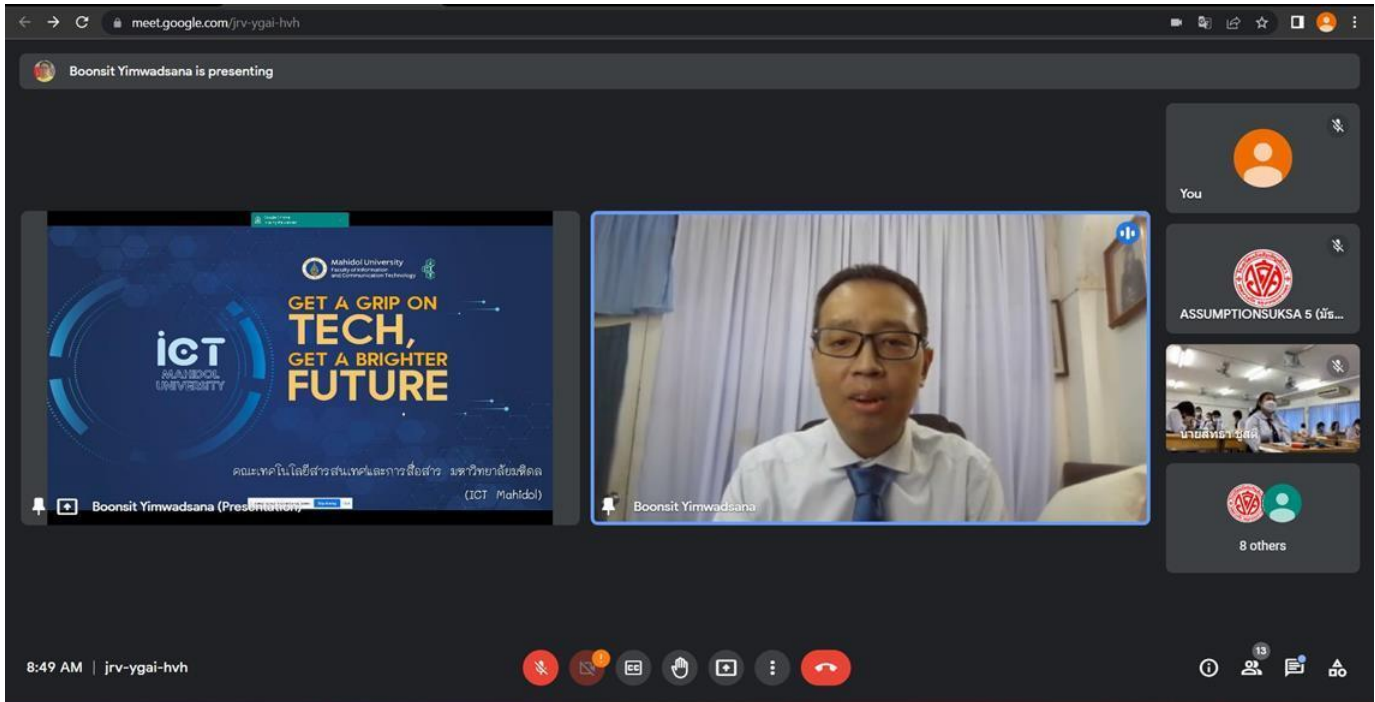 meet.google.com/jrv-ygai-hvh
Boonsit Yimwadsana is presenting
Mahidol University
Faculty of Information
and Communication Technology
GET A GRIP ON
TECH,
GET A BRIGHTER
FUTURE
ICT
MAHIDOL
UNIVERSITY
คณะเทคโนโลยีสารสนเทศและการสื่อสาร มหาวิทยาลัยมหิดล
(ICT Mahidol)
Boonsit Yimwadsana (Presentation)
Boonsit Yimwadsana
You
ASSUMPTIONSUKSA 5 (มัธ...
8 others
8:49 AM | jrv-ygai-hvh
CC
13